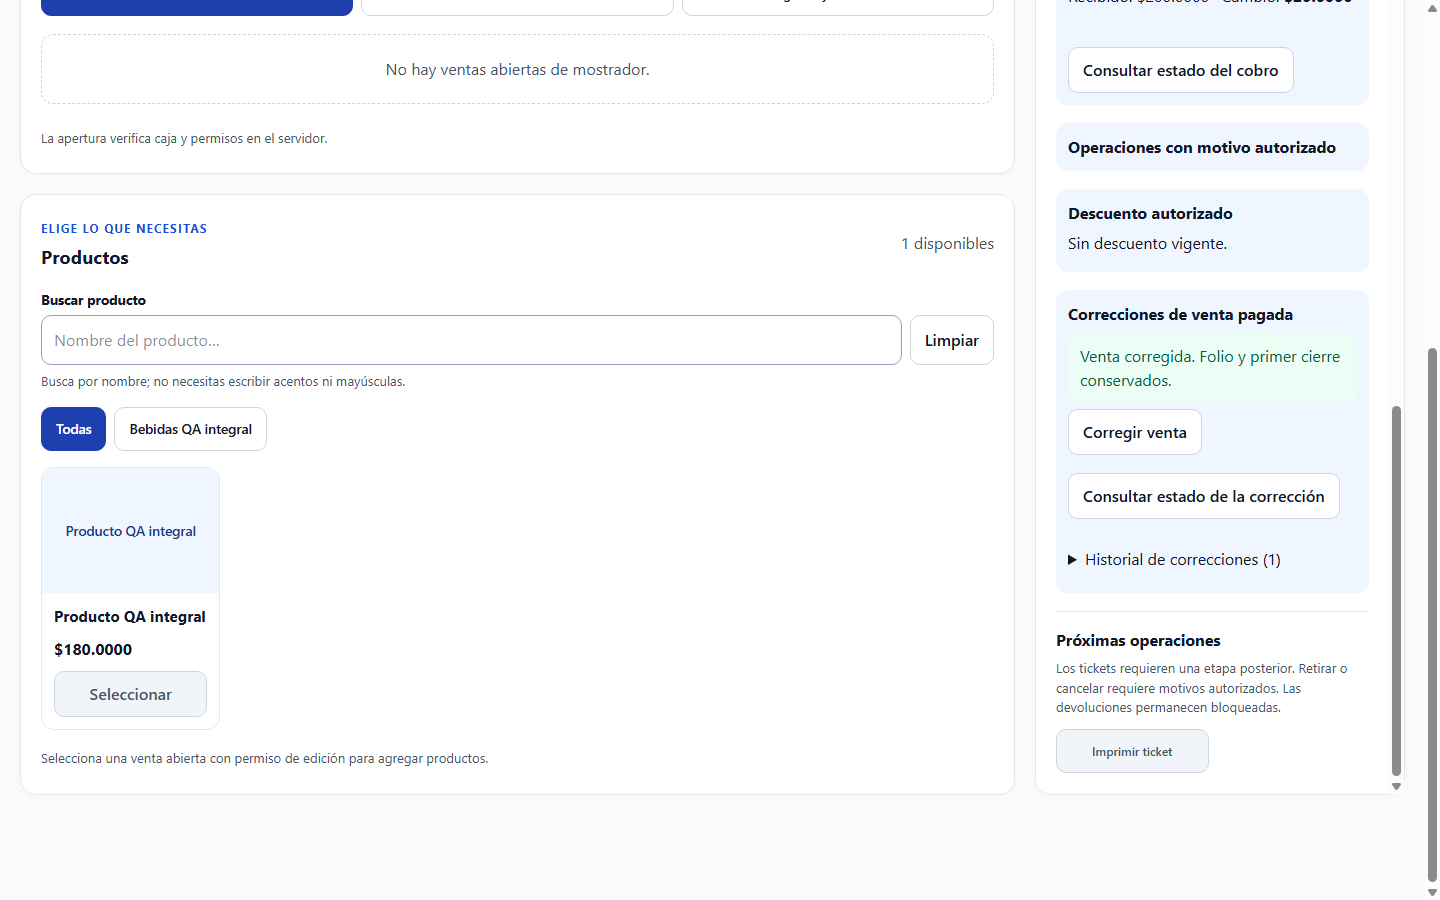 No hay ventas abiertas de mostrador.
La apertura verifica caja y permisos en el servidor.
ELIGE LO QUE NECESITAS
Productos
1 disponibles
Buscar producto
Nombre del producto...
Limpiar
Busca por nombre; no necesitas escribir acentos ni mayúsculas.
Todas
Bebidas QA integral
Producto QA integral
Producto QA integral
$180.0000
Seleccionar
Selecciona una venta abierta con permiso de edición para agregar productos.
Consultar estado del cobro
Operaciones con motivo autorizado
Descuento autorizado
Sin descuento vigente.
Correcciones de venta pagada
Venta corregida. Folio y primer cierre
conservados.
Corregir venta
Consultar estado de la corrección
Historial de correcciones (1)
Próximas operaciones
Los tickets requieren una etapa posterior. Retirar o
cancelar requiere motivos autorizados. Las
devoluciones permanecen bloqueadas.
Imprimir ticket